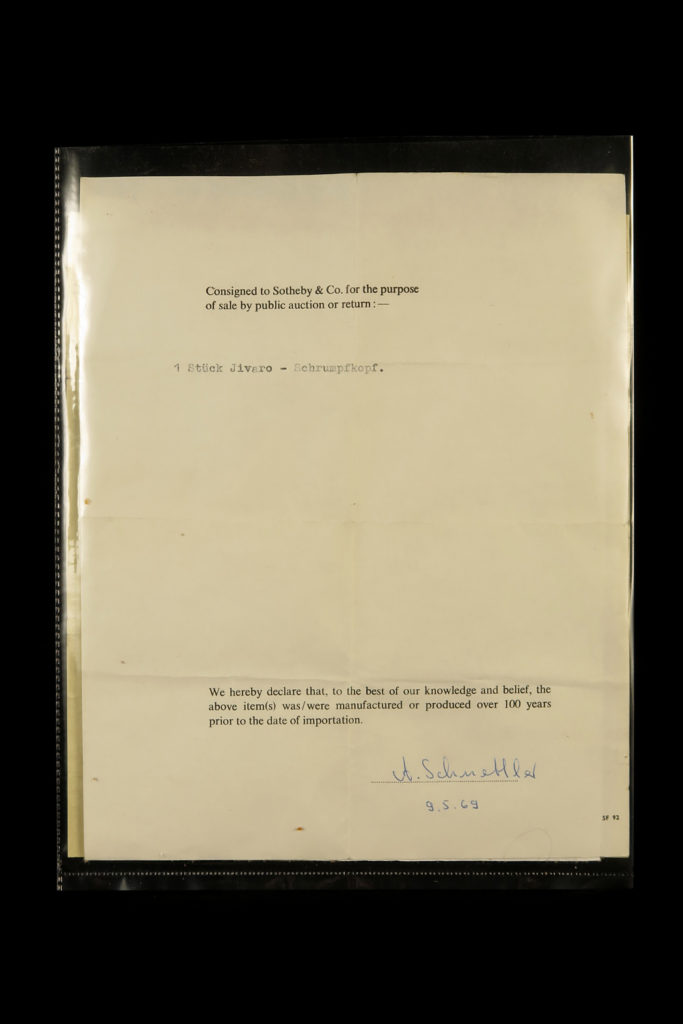 Consigned to Sotheby & Co. for the purpose
of sale by public auction or return :—
1 Stück Jivaro - Schrumpfkopf.
We hereby declare that, to the best of our knowledge and belief, the
above item(s) was/were manufactured or produced over 100 years
prior to the date of importation.
A. Schnettler
9.5.69
SF 92